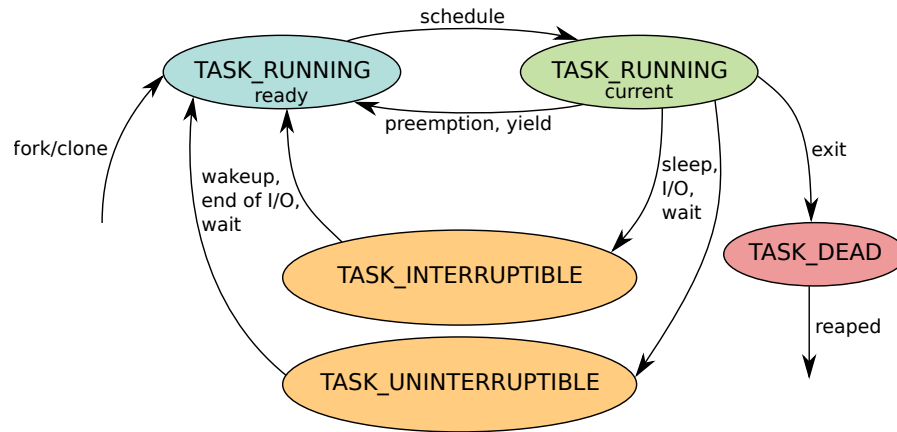 schedule
TASK_RUNNING
ready
TASK_RUNNING
current
preemption, yield
fork/clone
wakeup,
end of I/O,
wait
sleep,
I/O,
wait
exit
TASK_INTERRUPTIBLE
TASK_DEAD
reaped
TASK_UNINTERRUPTIBLE